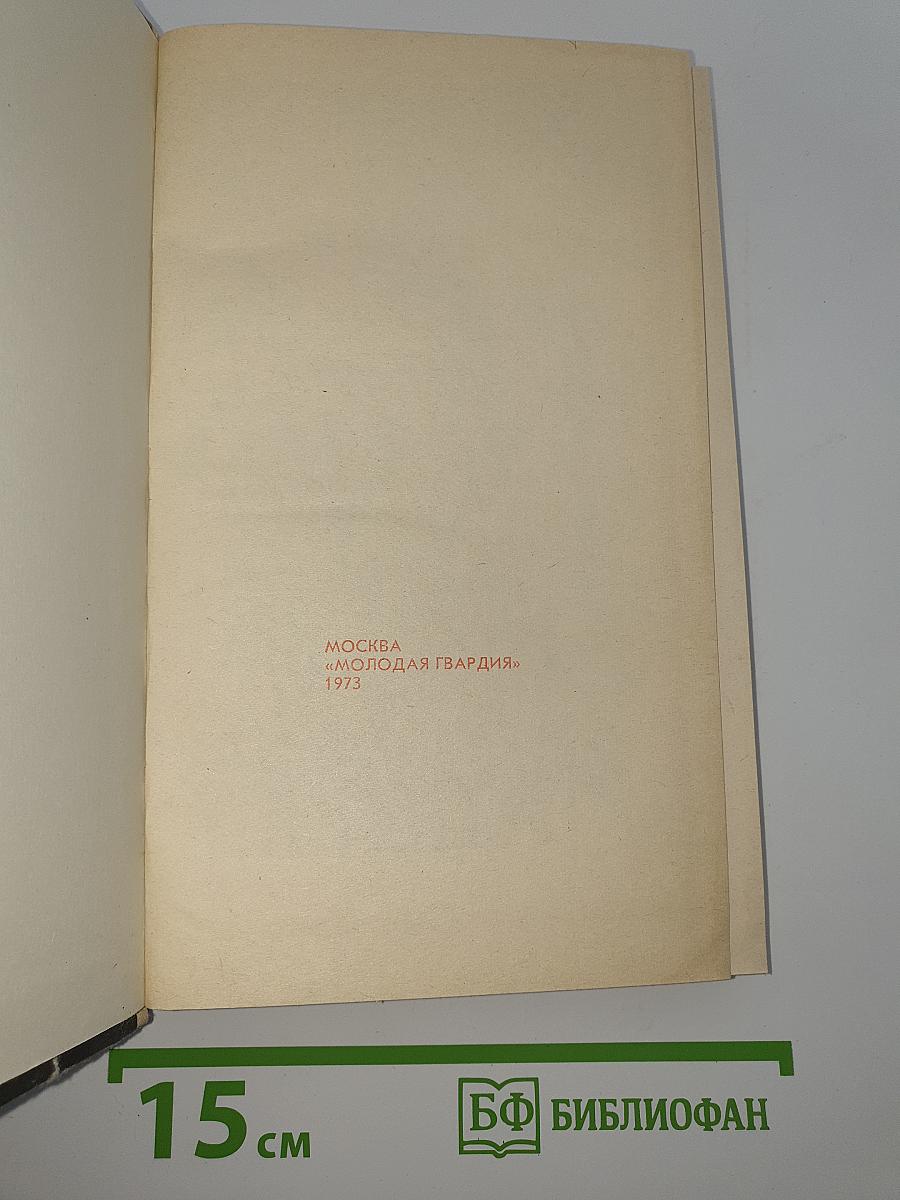 МОСКВА
«МОЛОДАЯ ГВАРДИЯ»
1973
15 см
БФ БИБЛИОФАН